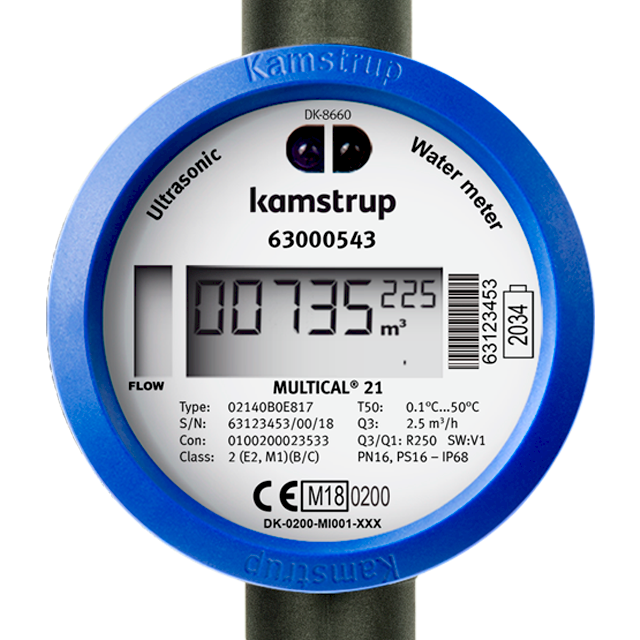 Kamstrup
DK-8660
Ultrasonic
Water meter
kamstrup
63000543
00735225
m³
FLOW
63123453
2034
MULTICAL® 21
Type: 02140B0E817 T50: 0.1°C...50°C
S/N: 63123453/00/18 Q3: 2.5 m³/h
Con: 0100200023533 Q3/Q1: R250 SW:V1
Class: 2 (E2, M1)(B/C) PN16, PS16 – IP68
CE M18 0200
DK-0200-MI001-XXX
Kamstrup